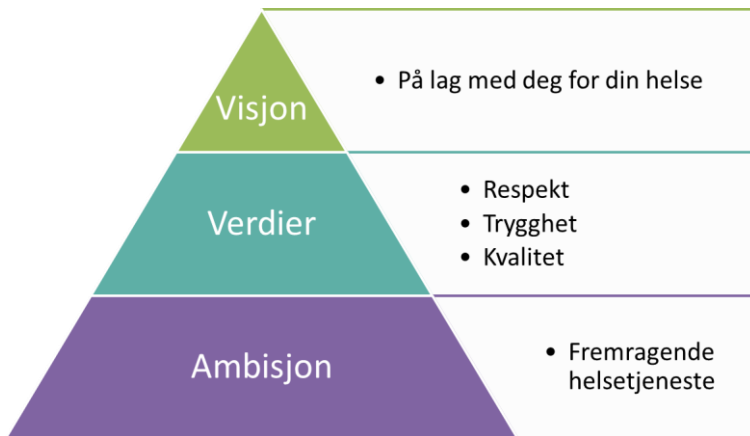 Visjon
• På lag med deg for din helse
Verdier
• Respekt
• Trygghet
• Kvalitet
Ambisjon
• Fremragende
helsetjeneste